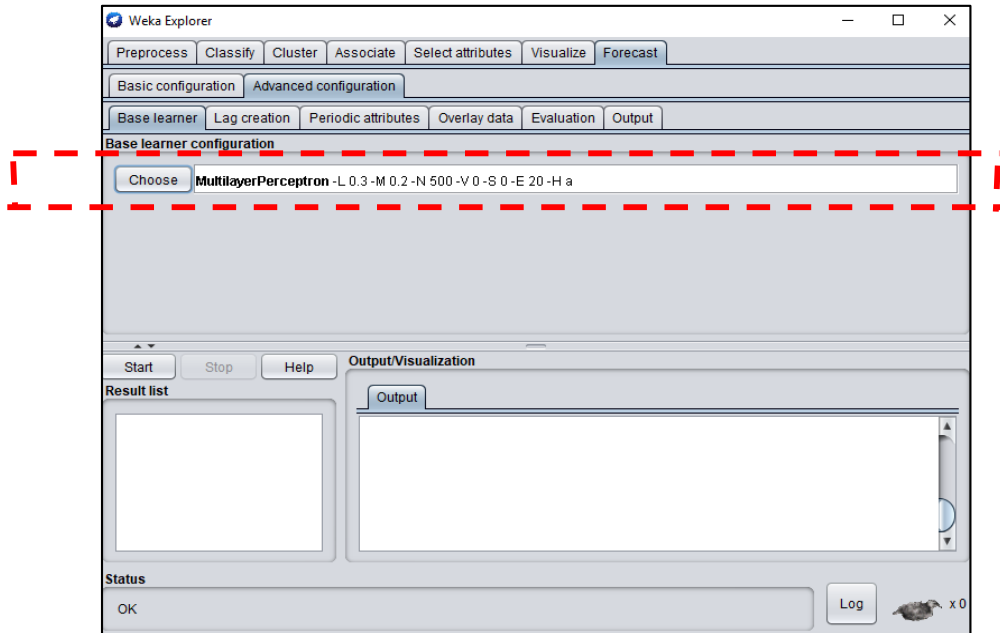 Weka Explorer
Preprocess Classify Cluster Associate Select attributes Visualize Forecast
Basic configuration Advanced configuration
Base learner Lag creation Periodic attributes Overlay data Evaluation Output
Base learner configuration
Choose MultilayerPerceptron -L 0.3 -M 0.2 -N 500 -V 0 -S 0 -E 20 -H a
Start Stop Help Output/Visualization
Result list
Output
Status
OK
Log x 0